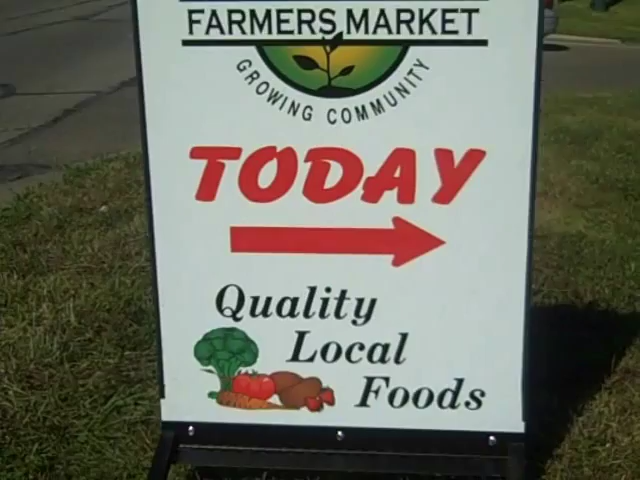 FARMERS MARKET
GROWING COMMUNITY
TODAY
Quality
Local
Foods